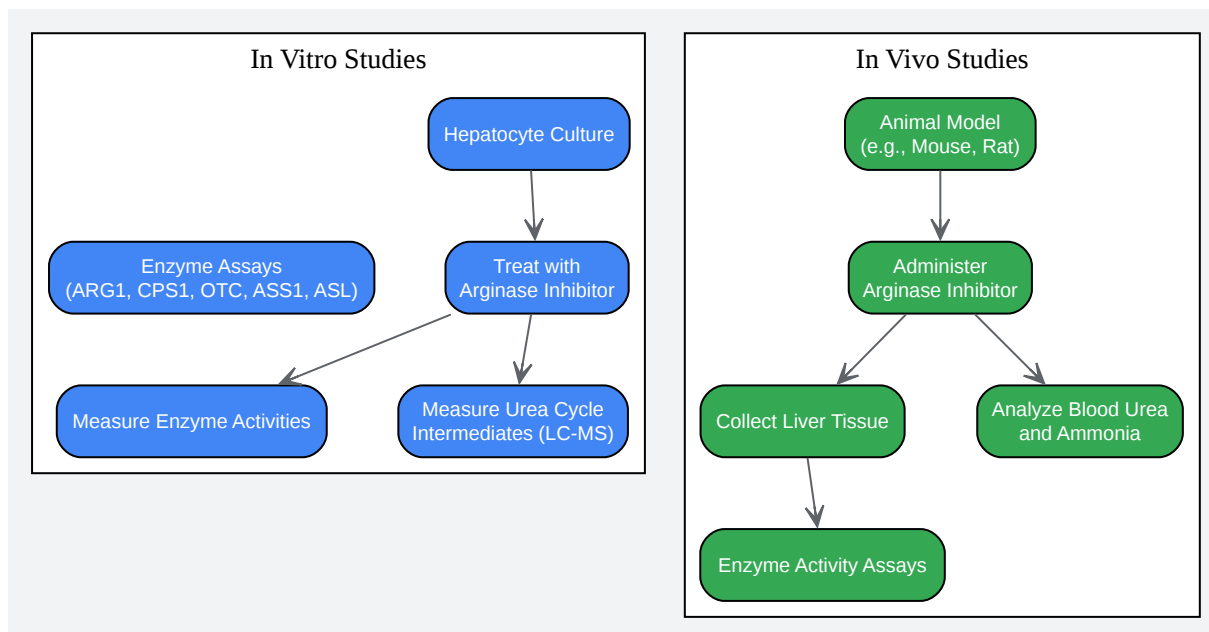 In Vitro Studies
Hepatocyte Culture
Enzyme Assays
(ARG1, CPS1, OTC, ASS1, ASL)
Treat with
Arginase Inhibitor
Measure Enzyme Activities
Measure Urea Cycle
Intermediates (LC-MS)
In Vivo Studies
Animal Model
(e.g., Mouse, Rat)
Administer
Arginase Inhibitor
Collect Liver Tissue
Analyze Blood Urea
and Ammonia
Enzyme Activity Assays